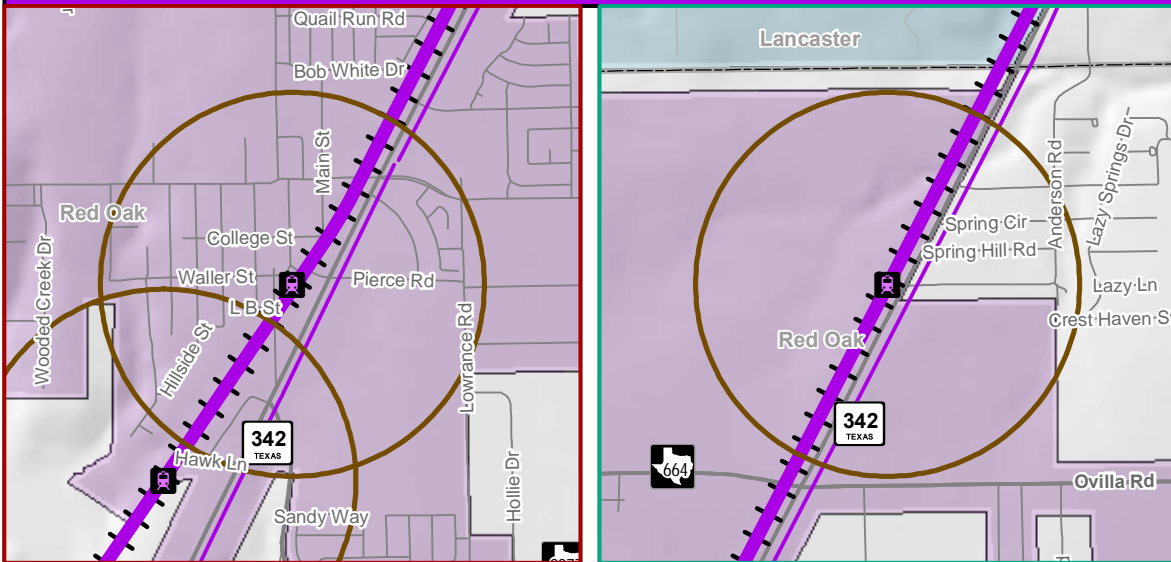 Quail Run Rd
Bob White Dr
Main St
Red Oak
College St
Waller St
Pierce Rd
L B St
Wooded Creek Dr
Hillside St
Lowrance Rd
342
TEXAS
Hawk Ln
Sandy Way
Hollie Dr
Lancaster
Anderson Rd
Lazy Springs Dr
Spring Cir
Spring Hill Rd
Lazy Ln
Crest Haven St
Red Oak
342
TEXAS
664
Ovilla Rd